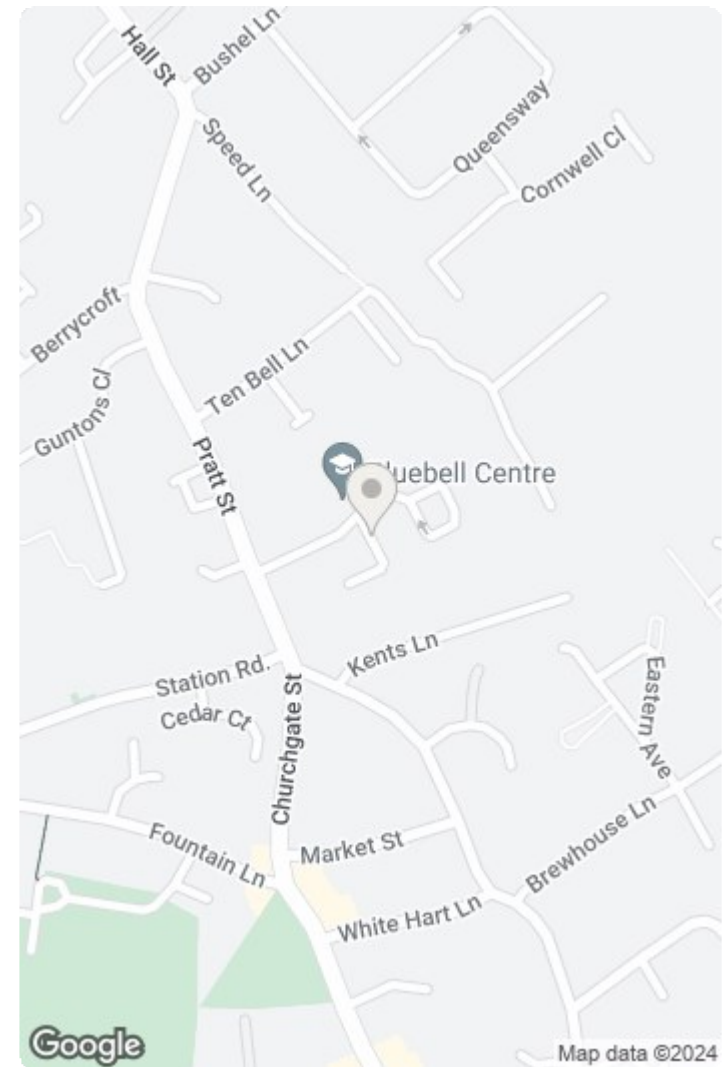 Hall St
Bushel Ln
Speed Ln
Queensway
Cornwell Cl
Berrycroft
Ten Bell Ln
Guntons Cl
Pratt St
luebell Centre
Kents Ln
Station Rd.
Cedar Ct
Eastern Ave
Churchgate St
Fountain Ln
Market St
Brewhouse Ln
White Hart Ln
Google
Map data ©2024